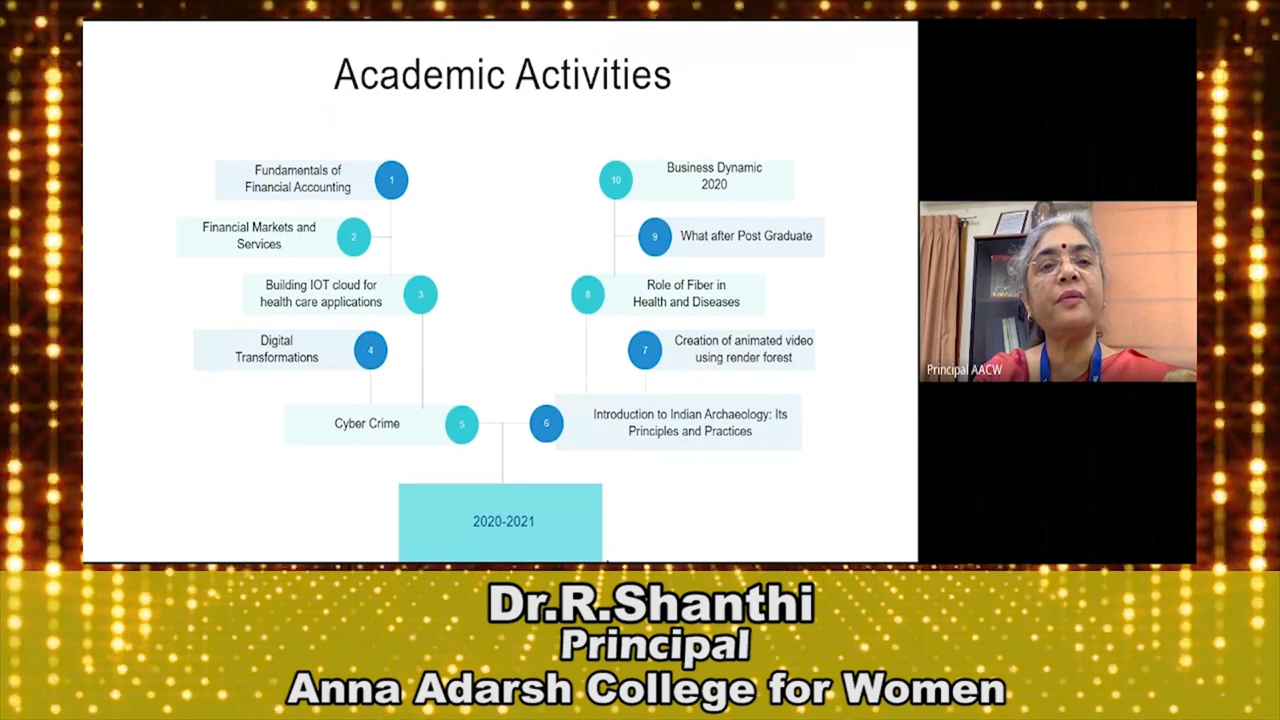 Academic Activities
Fundamentals of
Financial Accounting
1
Financial Markets and
Services
2
Building IOT cloud for
health care applications
3
Digital
Transformations
4
Cyber Crime
5
10
Business Dynamic
2020
9
What after Post Graduate
8
Role of Fiber in
Health and Diseases
7
Creation of animated video
using render forest
6
Introduction to Indian Archaeology: Its
Principles and Practices
2020-2021
Principal AACW
Dr.R.Shanthi
Principal
Anna Adarsh College for Women